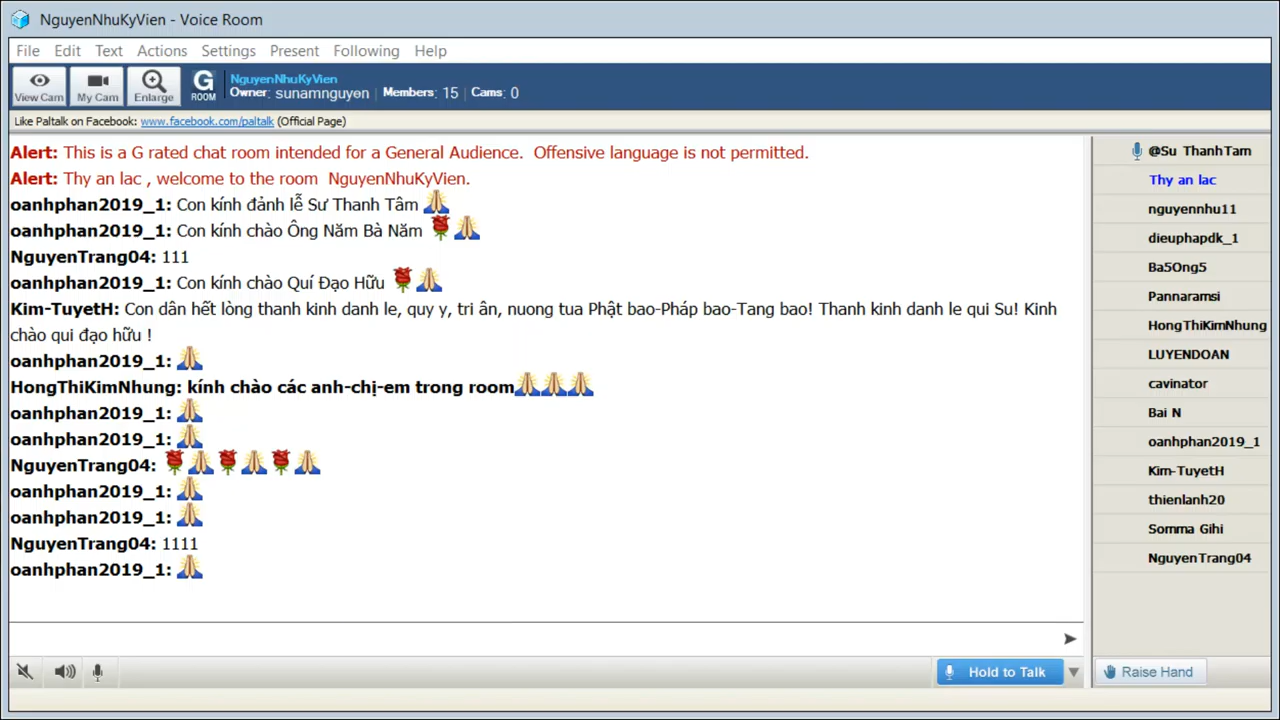 NguyenNhuKyVien - Voice Room
File Edit Text Actions Settings Present Following Help
View Cam My Cam Enlarge G ROOM
NguyenNhuKyVien
Owner: sunamnguyen | Members: 15 | Cams: 0
Like Paltalk on Facebook: www.facebook.com/paltalk (Official Page)
Alert: This is a G rated chat room intended for a General Audience. Offensive language is not permitted.
Alert: Thy an lac , welcome to the room NguyenNhuKyVien.
oanhphan2019_1: Con kính đảnh lễ Sư Thanh Tâm 🙏
oanhphan2019_1: Con kính chào Ông Năm Bà Năm 🌹🙏
NguyenTrang04: 111
oanhphan2019_1: Con kính chào Quí Đạo Hữu 🌹🙏
Kim-TuyetH: Con dân hết lòng thanh kinh danh le, quy y, tri ân, nuong tua Phật bao-Pháp bao-Tang bao! Thanh kinh danh le qui Su! Kinh
chào qui đạo hữu !
oanhphan2019_1: 🙏
HongThiKimNhung: kính chào các anh-chị-em trong room🙏🙏🙏
oanhphan2019_1: 🙏
oanhphan2019_1: 🙏
NguyenTrang04: 🌹🙏🌹🙏🌹🙏
oanhphan2019_1: 🙏
oanhphan2019_1: 🙏
NguyenTrang04: 1111
oanhphan2019_1: 🙏
@Su ThanhTam
Thy an lac
nguyennhu11
dieuphapdk_1
Ba5Ong5
Pannaramsi
HongThiKimNhung
LUYENDOAN
cavinator
Bai N
oanhphan2019_1
Kim-TuyetH
thienlanh20
Somma Gihi
NguyenTrang04
Hold to Talk
Raise Hand